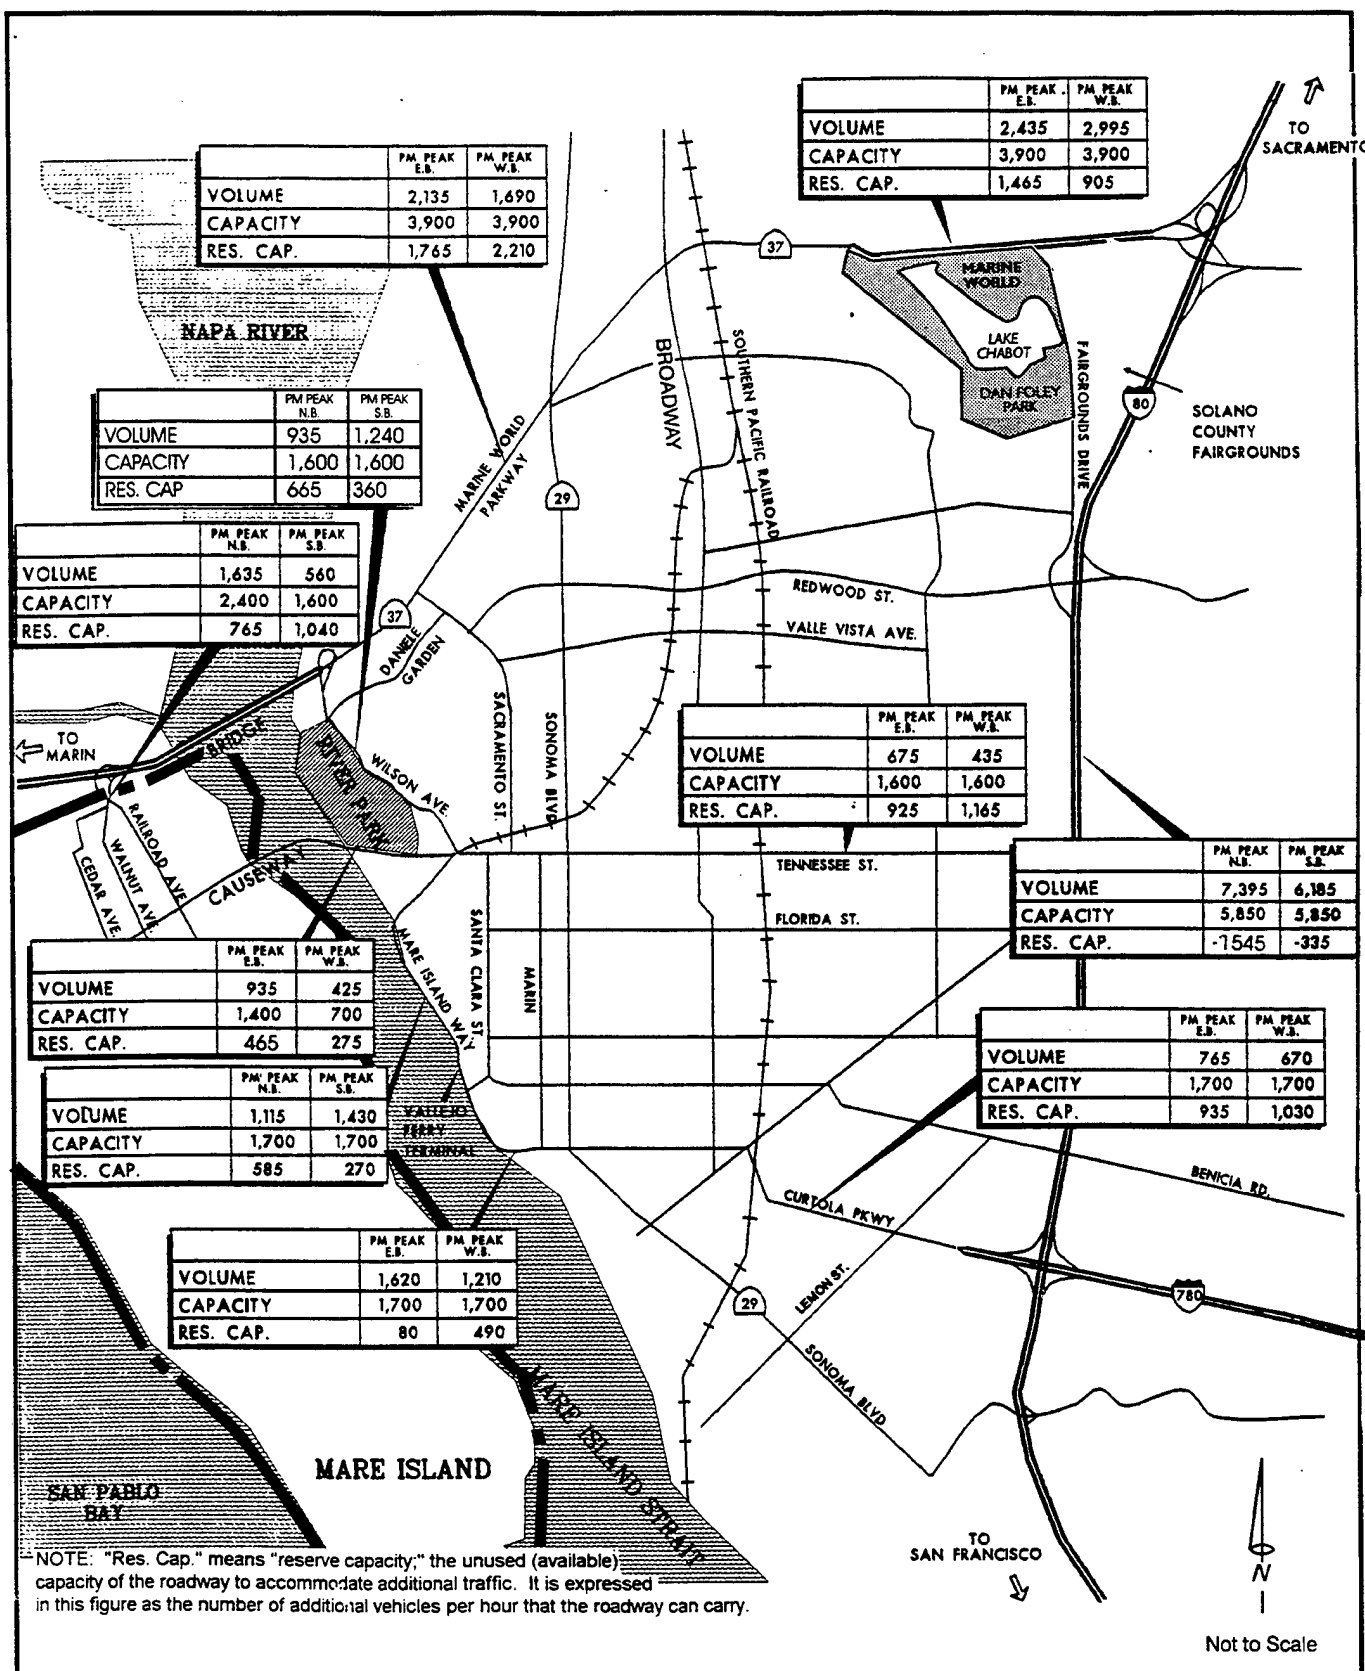 PM PEAK E.B. PM PEAK W.B.
VOLUME 2,435 2,995
CAPACITY 3,900 3,900
RES. CAP. 1,465 905
TO
SACRAMENTO
PM PEAK E.B. PM PEAK W.B.
VOLUME 2,135 1,690
CAPACITY 3,900 3,900
RES. CAP. 1,765 2,210
37
MARINE
WORLD
LAKE
CHABOT
DAN FOLEY
PARK
NAPA RIVER
BROADWAY
SOUTHERN PACIFIC RAILROAD
FAIRGROUNDS DRIVE
80
SOLANO
COUNTY
FAIRGROUNDS
PM PEAK N.B. PM PEAK S.B.
VOLUME 935 1,240
CAPACITY 1,600 1,600
RES. CAP 665 360
MARINE WORLD
PARKWAY
29
PM PEAK N.B. PM PEAK S.B.
VOLUME 1,635 560
CAPACITY 2,400 1,600
RES. CAP. 765 1,040
37
DANIELE
GARDEN
REDWOOD ST.
VALLE VISTA AVE.
TO
MARIN
BRIDGE
RIVER PARK
WILSON AVE.
SACRAMENTO ST.
SONOMA BLVD.
PM PEAK E.B. PM PEAK W.B.
VOLUME 675 435
CAPACITY 1,600 1,600
RES. CAP. 925 1,165
RAILROAD AVE.
WALNUT AVE.
CEDAR AVE.
CAUSEWAY
TENNESSEE ST.
FLORIDA ST.
PM PEAK N.B. PM PEAK S.B.
VOLUME 7,395 6,185
CAPACITY 5,850 5,850
RES. CAP. -1545 -335
MARE ISLAND WAY
SANTA CLARA ST.
MARIN
PM PEAK E.B. PM PEAK W.B.
VOLUME 935 425
CAPACITY 1,400 700
RES. CAP. 465 275
PM PEAK E.B. PM PEAK W.B.
VOLUME 765 670
CAPACITY 1,700 1,700
RES. CAP. 935 1,030
PM PEAK N.B. PM PEAK S.B.
VOLUME 1,115 1,430
CAPACITY 1,700 1,700
RES. CAP. 585 270
VALLEJO
FERRY
TERMINAL
BENICIA RD.
CURTOLA PKWY
LEMON ST.
PM PEAK E.B. PM PEAK W.B.
VOLUME 1,620 1,210
CAPACITY 1,700 1,700
RES. CAP. 80 490
29
780
SONOMA BLVD
MARE ISLAND STRAIT
MARE ISLAND
SAN PABLO
BAY
TO
SAN FRANCISCO
N
NOTE: "Res. Cap." means "reserve capacity;" the unused (available)
capacity of the roadway to accommodate additional traffic. It is expressed
in this figure as the number of additional vehicles per hour that the roadway can carry.
Not to Scale